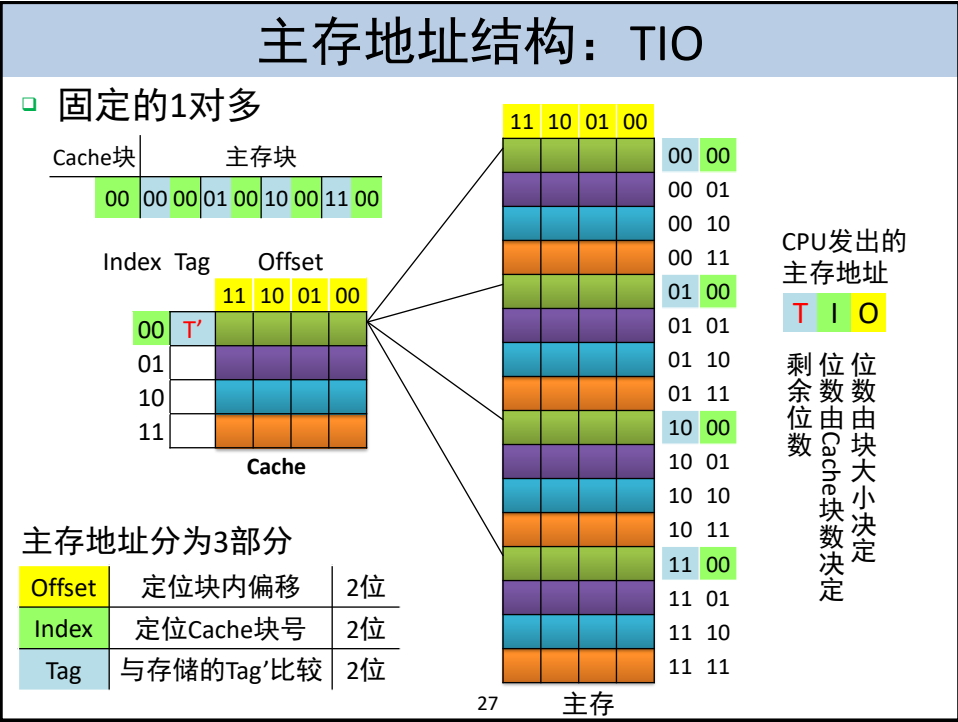 主存地址结构：TIO
固定的1对多
Cache块 主存块
00 00 00 01 00 10 00 11 00
Index Tag Offset
11 10 01 00
00 T’
01
10
11
Cache
主存地址分为3部分
Offset 定位块内偏移 2位
Index 定位Cache块号 2位
Tag 与存储的Tag’比较 2位
11 10 01 00
00 00
00 01
00 10
00 11
01 00
01 01
01 10
01 11
10 00
10 01
10 10
10 11
11 00
11 01
11 10
11 11
主存
CPU发出的
主存地址
T I O
剩余位数
位数由Cache块数决定
位数由块大小决定
27